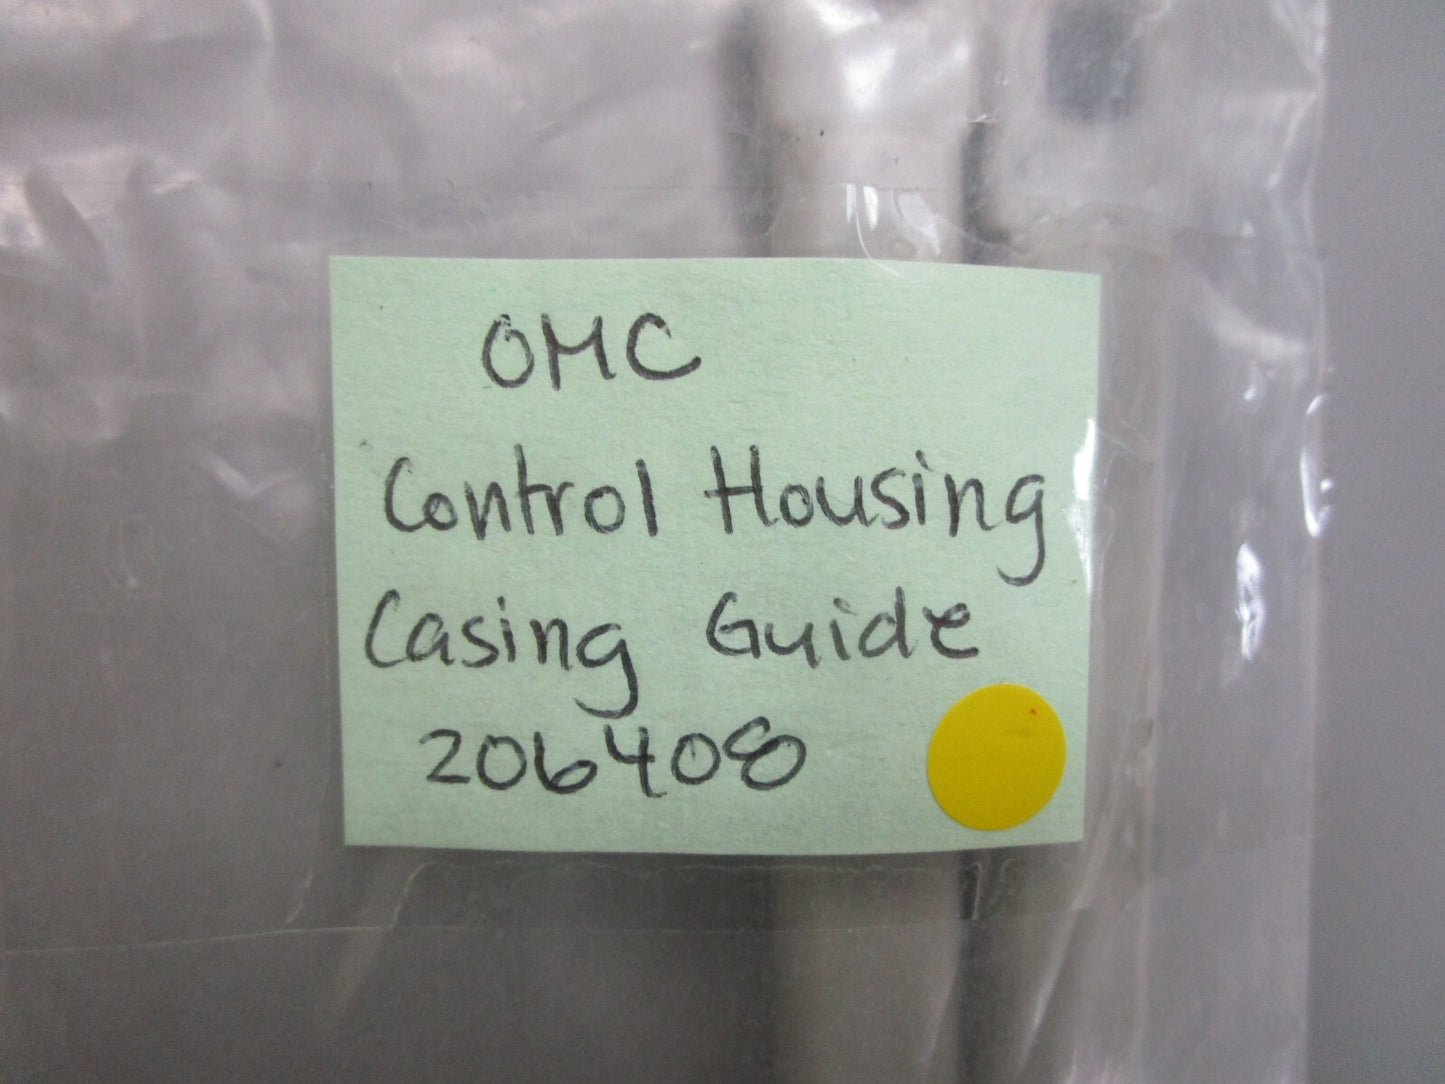 OMC
Control Housing
Casing Guide
206408